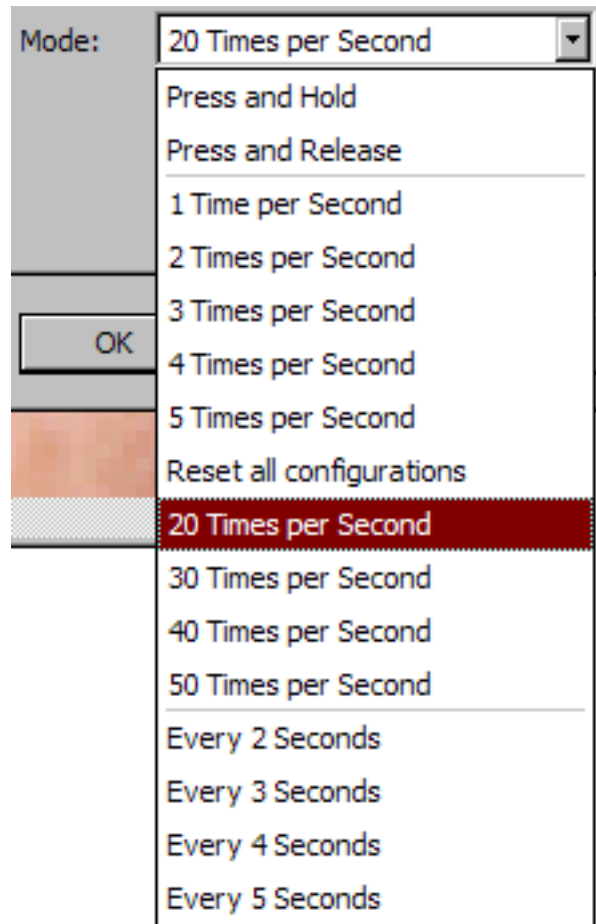 Mode: 20 Times per Second
Press and Hold
Press and Release
1 Time per Second
2 Times per Second
3 Times per Second
4 Times per Second
OK
5 Times per Second
Reset all configurations
20 Times per Second
30 Times per Second
40 Times per Second
50 Times per Second
Every 2 Seconds
Every 3 Seconds
Every 4 Seconds
Every 5 Seconds